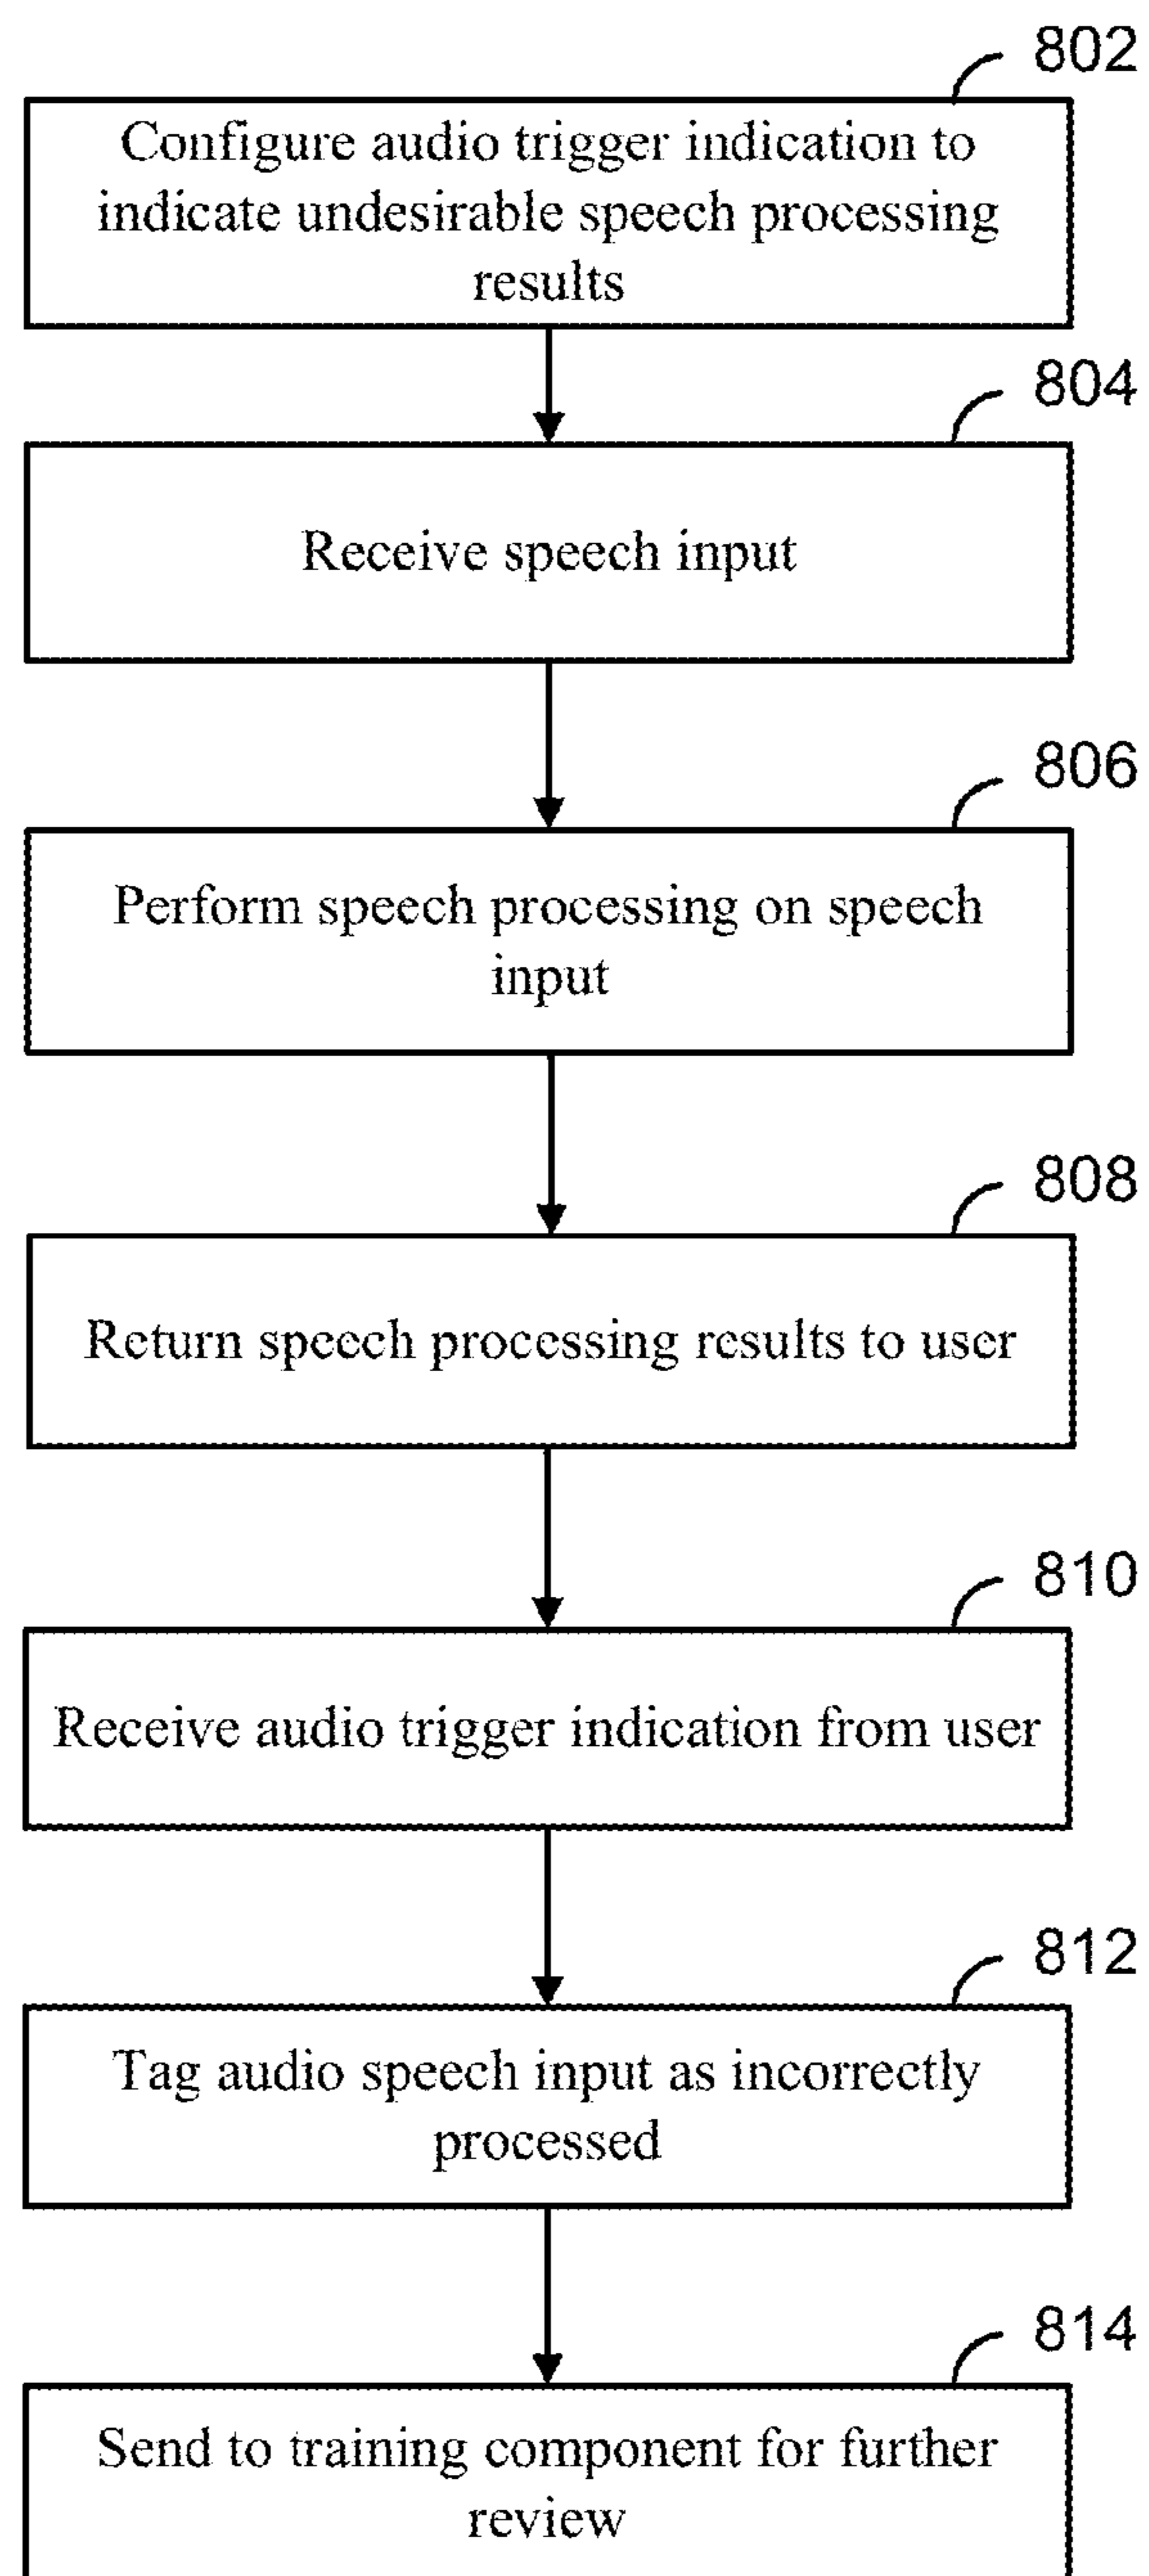 802
Configure audio trigger indication to
indicate undesirable speech processing
results
804
Receive speech input
806
Perform speech processing on speech
input
808
Return speech processing results to user
810
Receive audio trigger indication from user
812
Tag audio speech input as incorrectly
processed
814
Send to training component for further
review